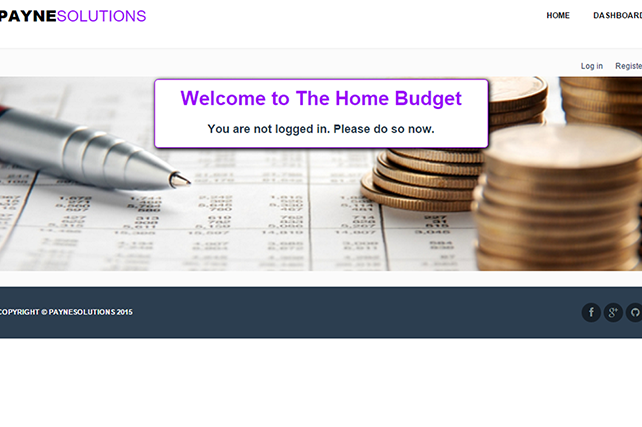 PAYNESOLUTIONS
HOME DASHBOARD
Log in Registe
Welcome to The Home Budget
You are not logged in. Please do so now.
COPYRIGHT © PAYNESOLUTIONS 2015